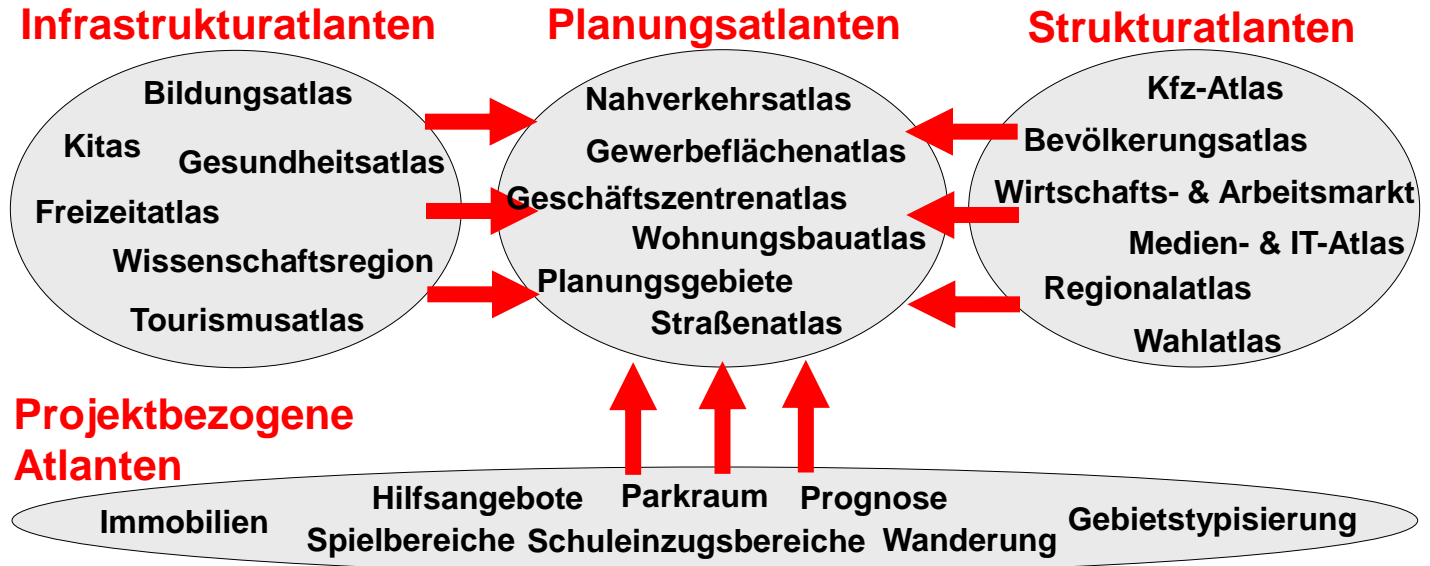 Infrastrukturatlanten
Bildungsatlas
Kitas
Gesundheitsatlas
Freizeitatlas
Wissenschaftsregion
Tourismusatlas
Planungsatlanten
Nahverkehrsatlas
Gewerbeflächenatlas
Geschäftszentrenatlas
Wohnungsbauatlas
Planungsgebiete
Straßenatlas
Strukturatlanten
Kfz-Atlas
Bevölkerungsatlas
Wirtschafts- & Arbeitsmarkt
Medien- & IT-Atlas
Regionalatlas
Wahlatlas
Projektbezogene
Atlanten
Immobilien
Hilfsangebote
Parkraum
Prognose
Spielbereiche
Schuleinzugsbereiche
Wanderung
Gebietstypisierung